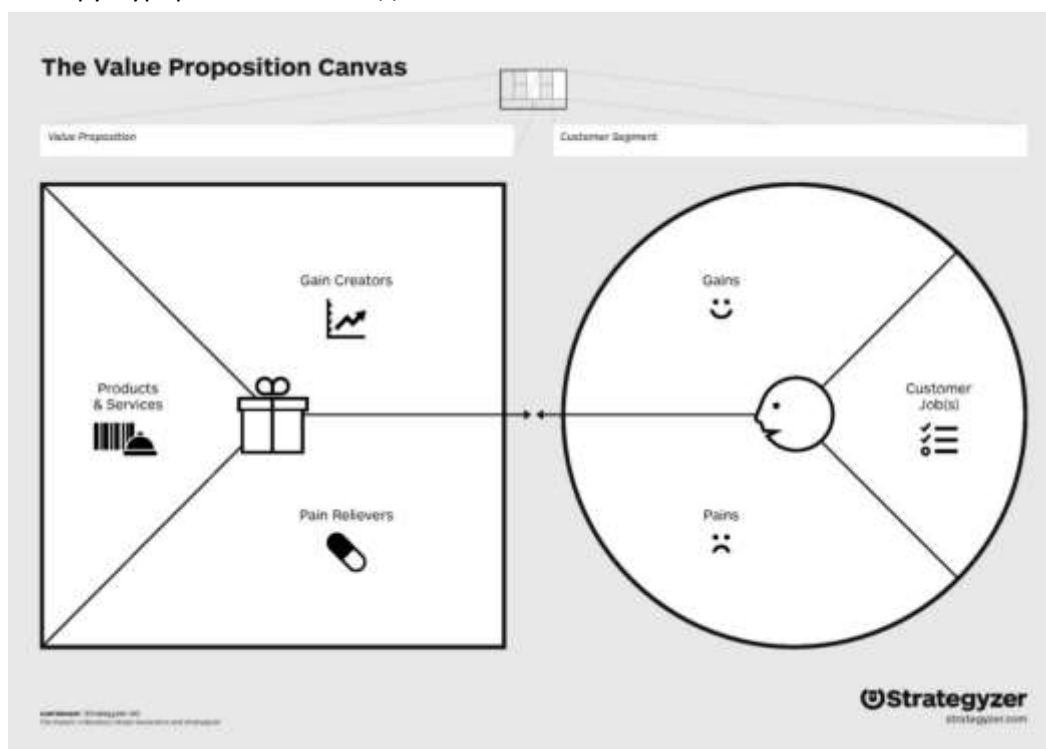 The Value Proposition Canvas
Value Proposition
Customer Segment
Gain Creators
Gains
Products
& Services
Customer
Job(s)
Pain Relievers
Pains
Strategyzer
strategyzer.com